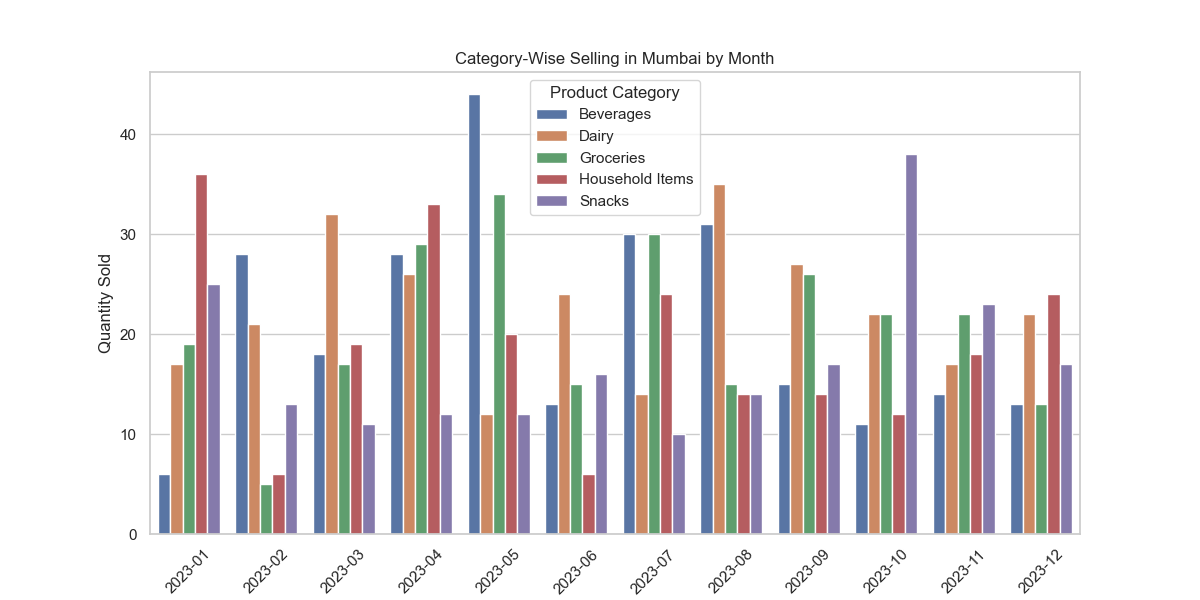 Category-Wise Selling in Mumbai by Month
Product Category
Beverages
Dairy
Groceries
Household Items
Snacks
Quantity Sold
40
30
20
10
0
2023-01
2023-02
2023-03
2023-04
2023-05
2023-06
2023-07
2023-08
2023-09
2023-10
2023-11
2023-12